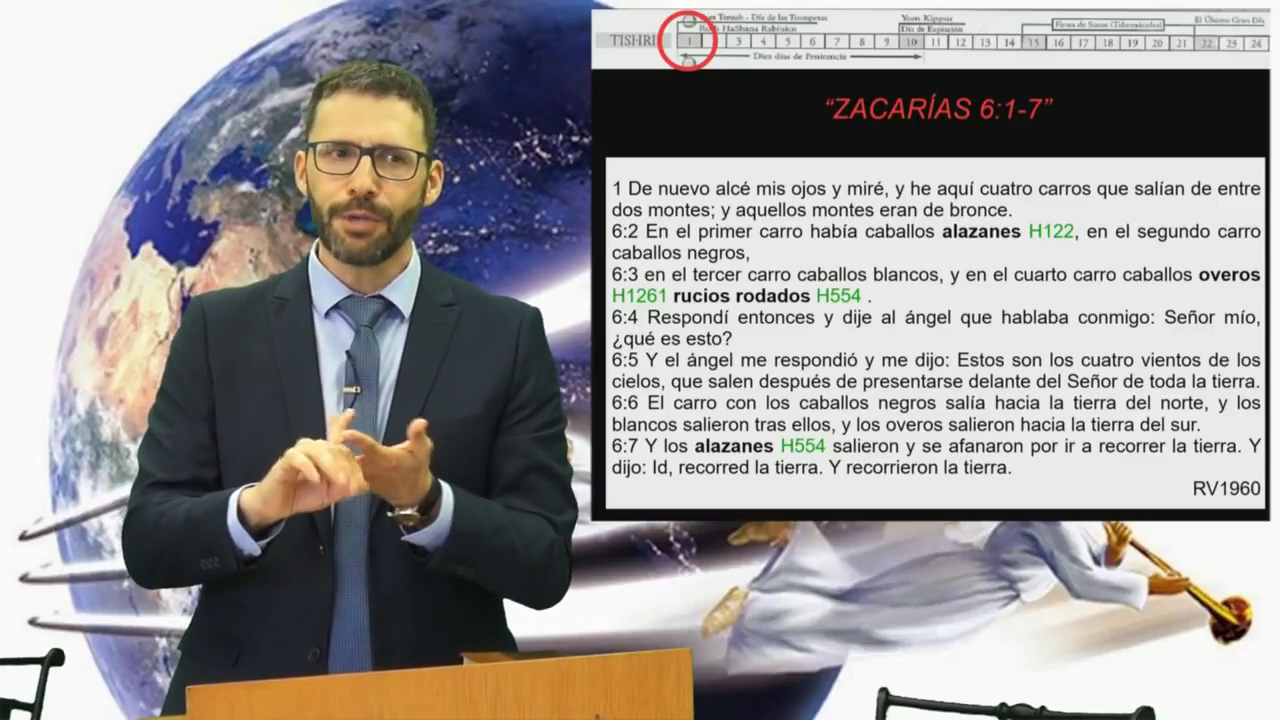 Yom Kippur
El Último Gran Día
TISHRI
1 3 4 5 6 7 8 9 10 11 12 13 14 15 16 17 18 19 20 21 22 23 24
Diez días de Penitencia
“ZACARÍAS 6:1-7”
1 De nuevo alcé mis ojos y miré, y he aquí cuatro carros que salían de entre
dos montes; y aquellos montes eran de bronce.
6:2 En el primer carro había caballos alazanes H122, en el segundo carro
caballos negros,
6:3 en el tercer carro caballos blancos, y en el cuarto carro caballos overos
H1261 rucios rodados H554 .
6:4 Respondí entonces y dije al ángel que hablaba conmigo: Señor mío,
¿qué es esto?
6:5 Y el ángel me respondió y me dijo: Estos son los cuatro vientos de los
cielos, que salen después de presentarse delante del Señor de toda la tierra.
6:6 El carro con los caballos negros salía hacia la tierra del norte, y los
blancos salieron tras ellos, y los overos salieron hacia la tierra del sur.
6:7 Y los alazanes H554 salieron y se afanaron por ir a recorrer la tierra. Y
dijo: Id, recorred la tierra. Y recorrieron la tierra.
RV1960